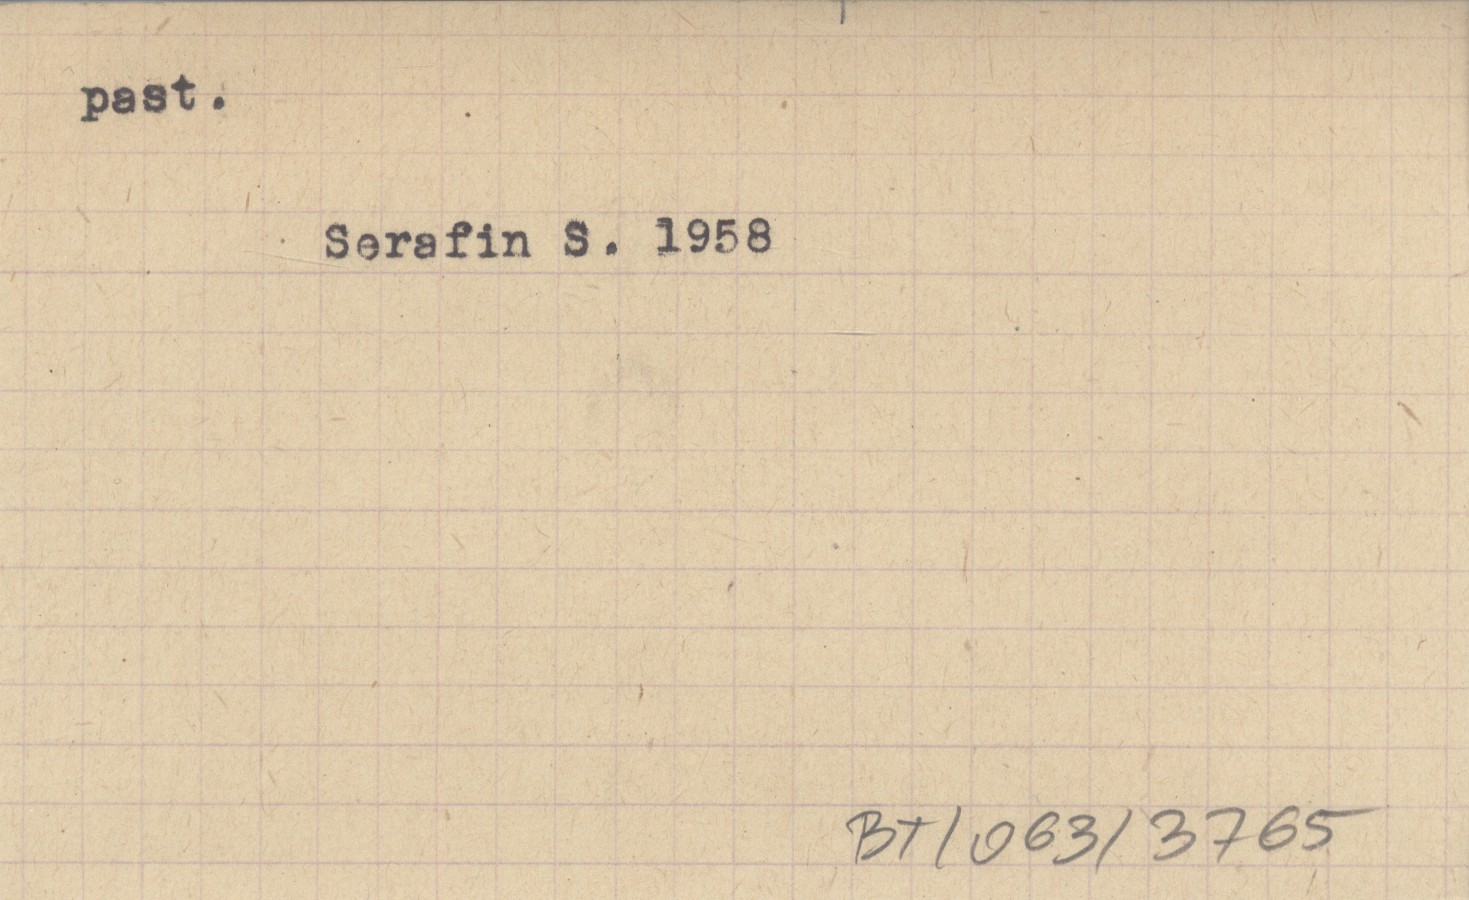 past.
Serafin S. 1958
BT/063/3765